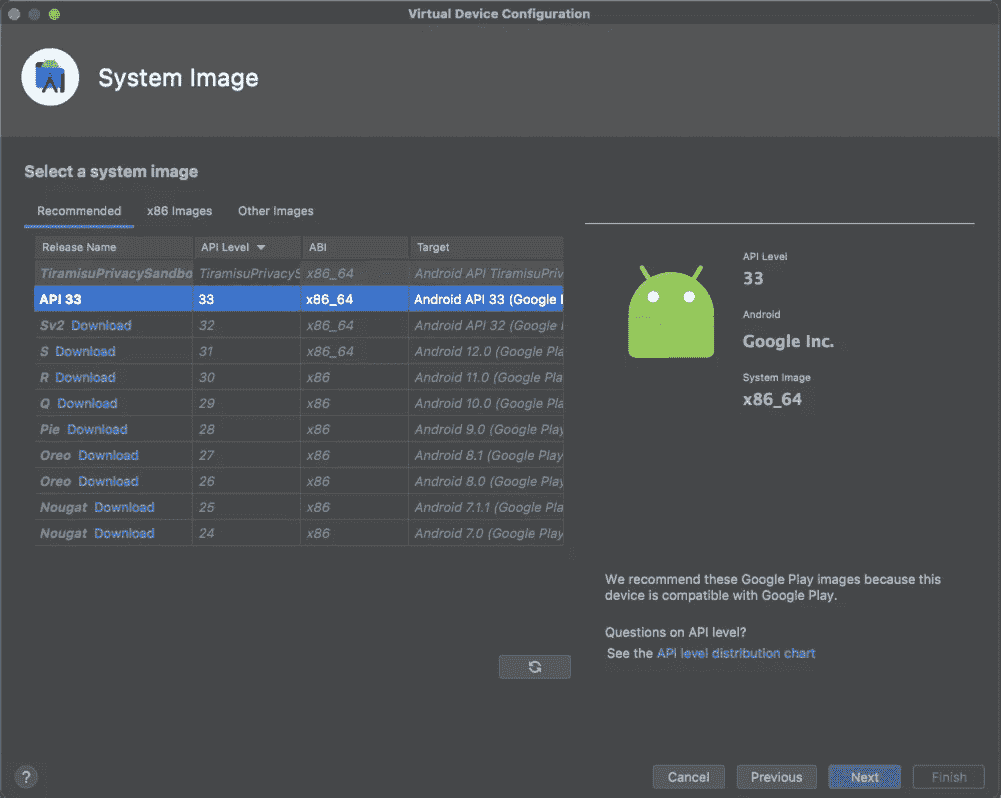 Virtual Device Configuration
System Image
Select a system image
Recommended x86 Images Other Images
Release Name API Level ABI Target
TiramisuPrivacySandbo TiramisuPrivacyS x86_64 Android API TiramisuPriv
API 33 33 x86_64 Android API 33 (Google
Sv2 Download 32 x86_64 Android API 32 (Google
S Download 31 x86_64 Android 12.0 (Google Pla
R Download 30 x86 Android 11.0 (Google Pla
Q Download 29 x86 Android 10.0 (Google Pla
Pie Download 28 x86 Android 9.0 (Google Play
Oreo Download 27 x86 Android 8.1 (Google Play
Oreo Download 26 x86 Android 8.0 (Google Play
Nougat Download 25 x86 Android 7.1.1 (Google Pla
Nougat Download 24 x86 Android 7.0 (Google Play
API Level
33
Android
Google Inc.
System Image
x86_64
We recommend these Google Play images because this
device is compatible with Google Play.
Questions on API level?
See the API level distribution chart
? Cancel Previous Next Finish